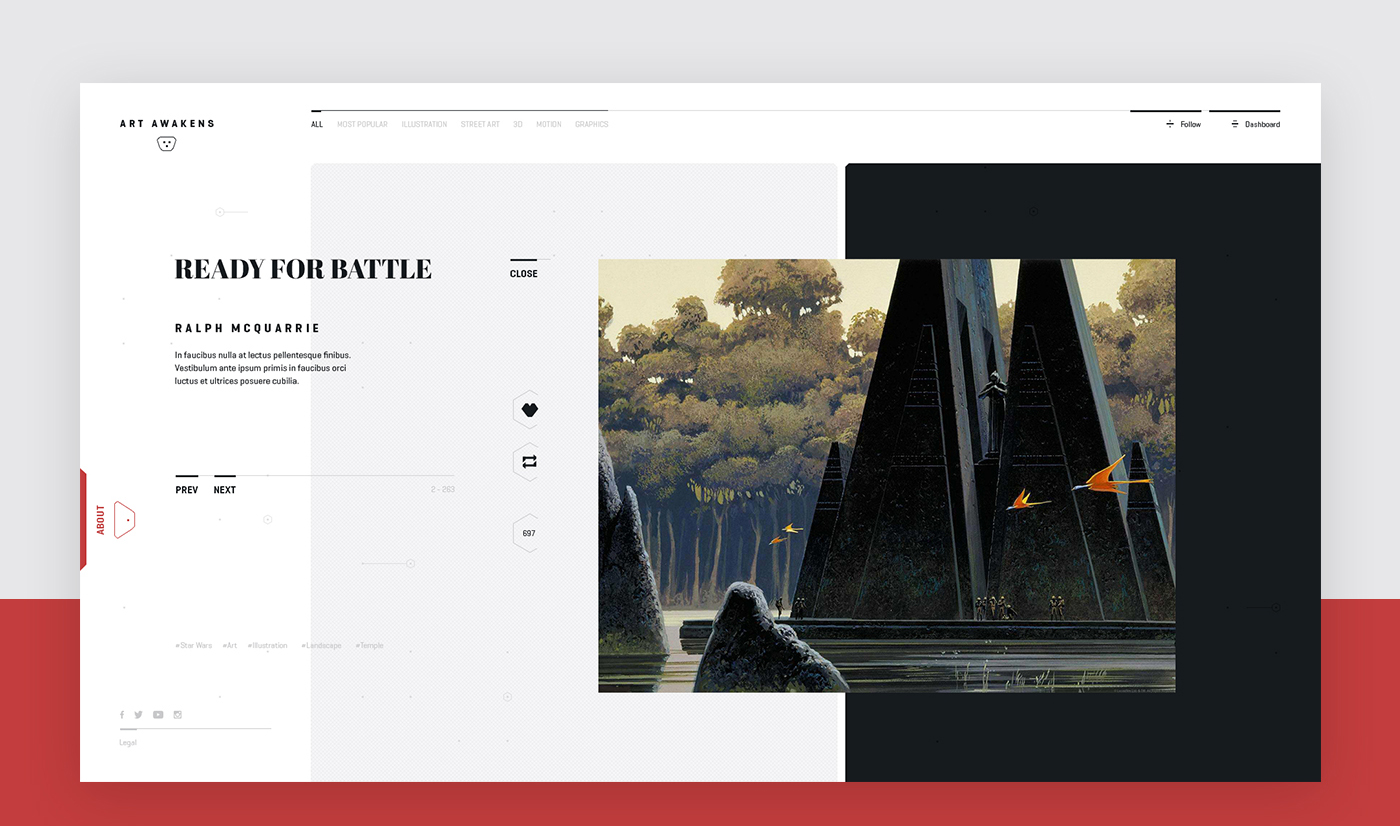 ART AWAKENS
ALL MOST POPULAR ILLUSTRATION STREET ART 3D MOTION GRAPHICS
Follow Dashboard
READY FOR BATTLE
CLOSE
RALPH MCQUARRIE
In faucibus nulla at lectus pellentesque finibus.
Vestibulum ante ipsum primis in faucibus orci
luctus et ultrices posuere cubilia.
PREV NEXT 2 - 263
ABOUT
697
#Star Wars #Art #Illustration #Landscape #Temple
Legal